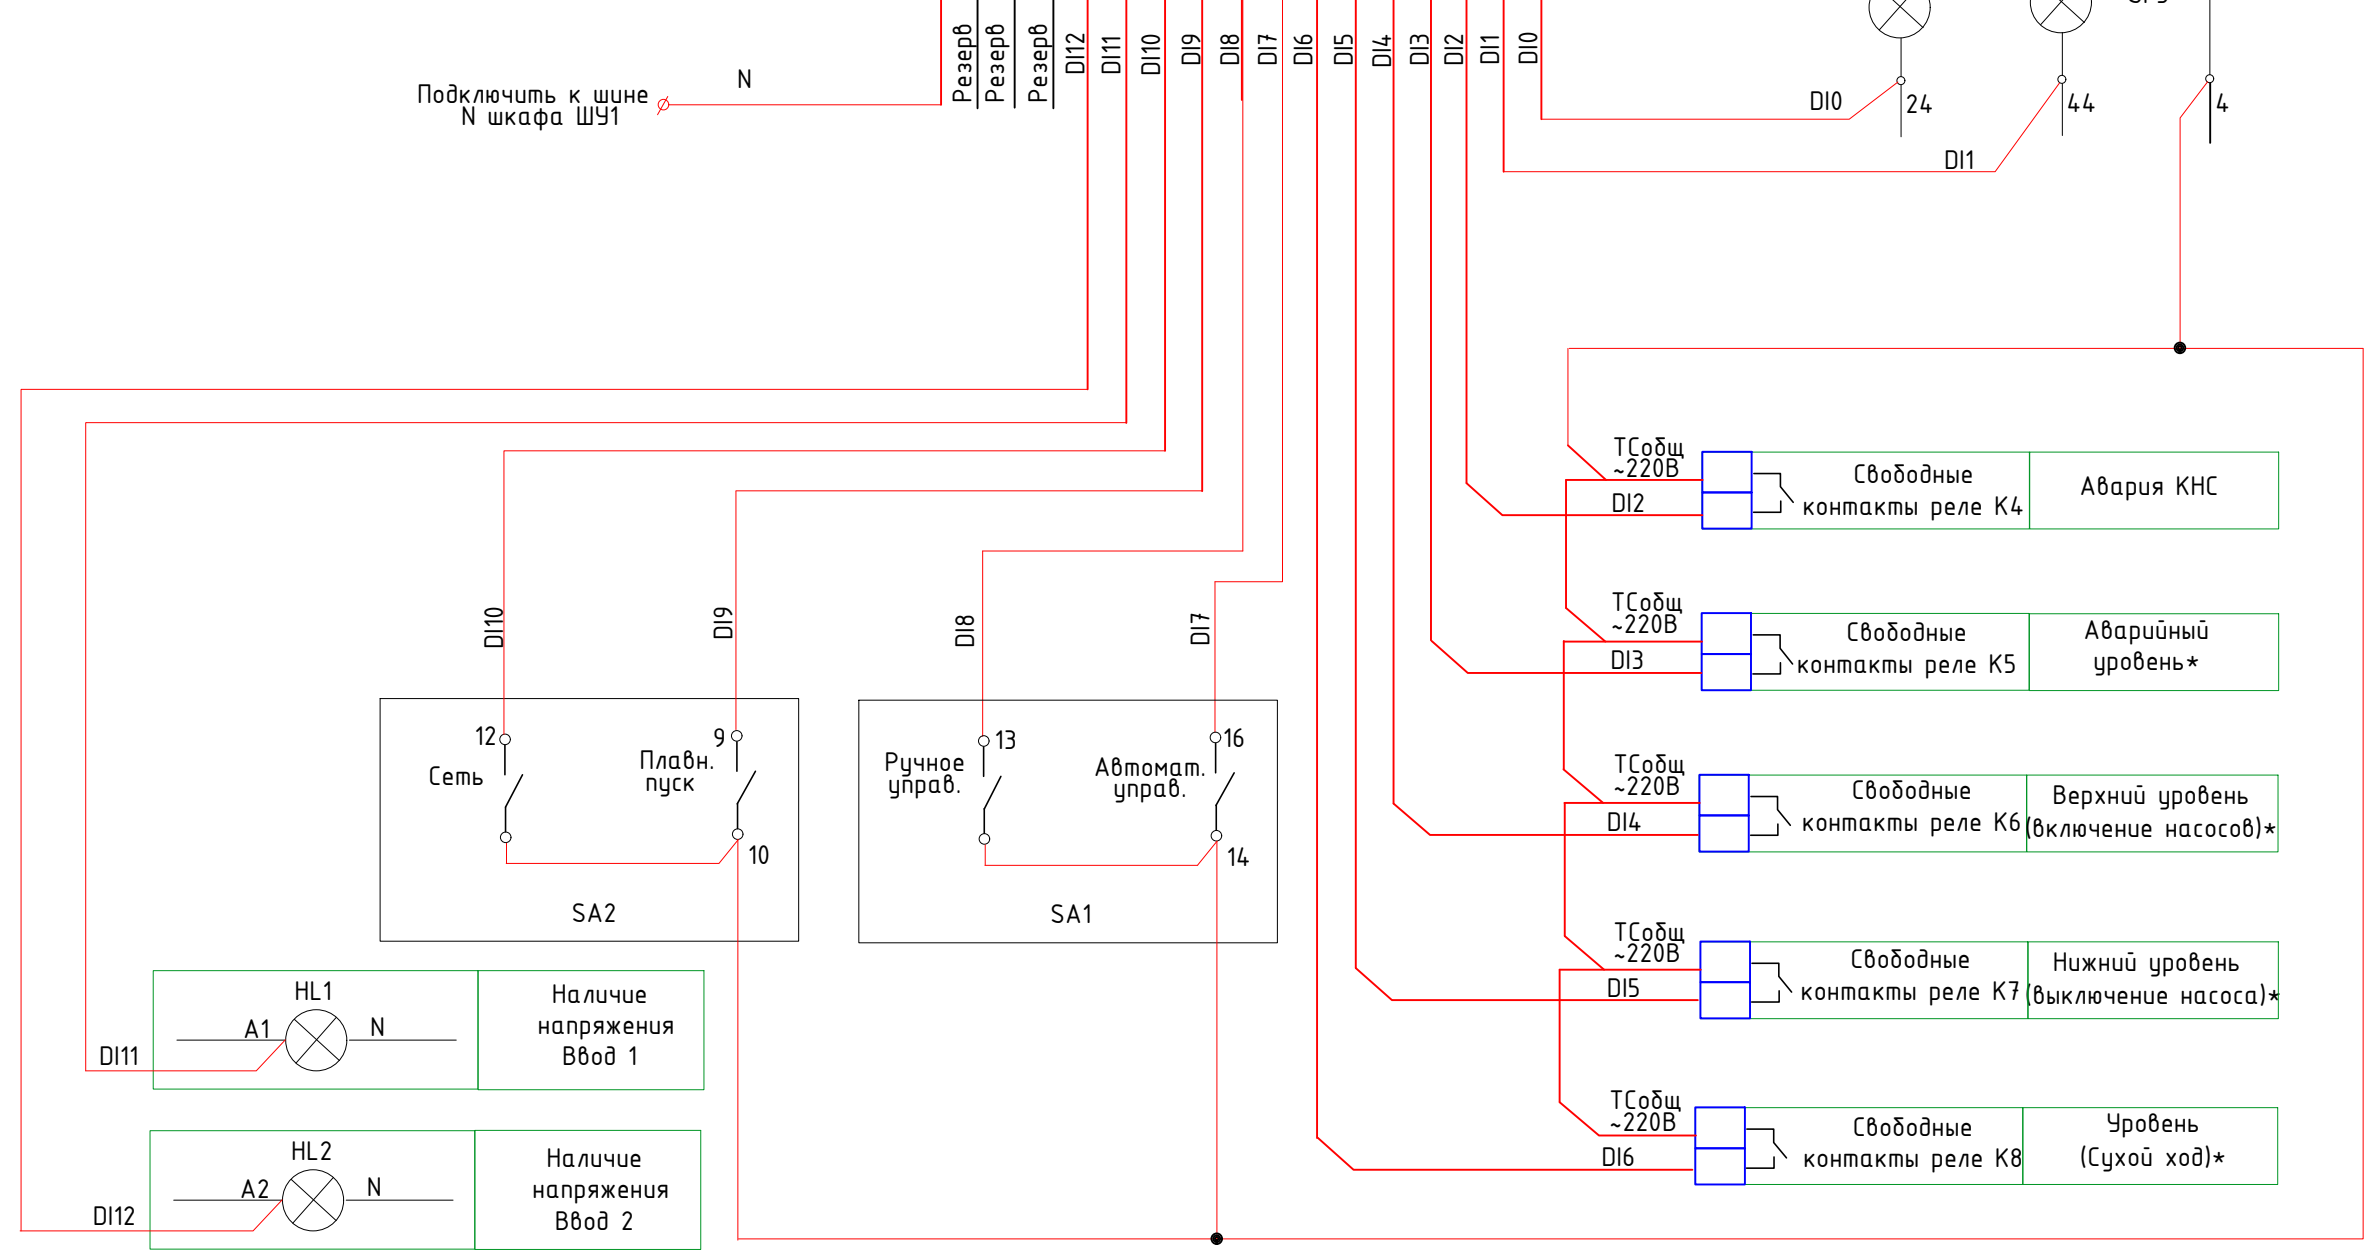 Резерв
Резерв
Резерв
DI12
DI11
DI10
DI9
DI8
DI7
DI6
DI5
DI4
DI3
DI2
DI1
DI0
N
Подключить к шине
N шкафа ШУ1
DI0
24
44
4
DI1
ТСобщ
~220В
DI2
Свободные
контакты реле К4
Авария КНС
ТСобщ
~220В
DI3
Свободные
контакты реле К5
Аварийный
уровень*
ТСобщ
~220В
DI4
Свободные
контакты реле К6
Верхний уровень
(включение насосов)*
ТСобщ
~220В
DI5
Свободные
контакты реле К7
Нижний уровень
(выключение насоса)*
ТСобщ
~220В
DI6
Свободные
контакты реле К8
Уровень
(Сухой ход)*
DI10
DI9
DI8
DI7
12
Сеть
9
Плавн.
пуск
10
SA2
13
Ручное
управ.
16
Автомат.
управ.
14
SA1
HL1
A1
N
DI11
Наличие
напряжения
Ввод 1
HL2
A2
N
DI12
Наличие
напряжения
Ввод 2